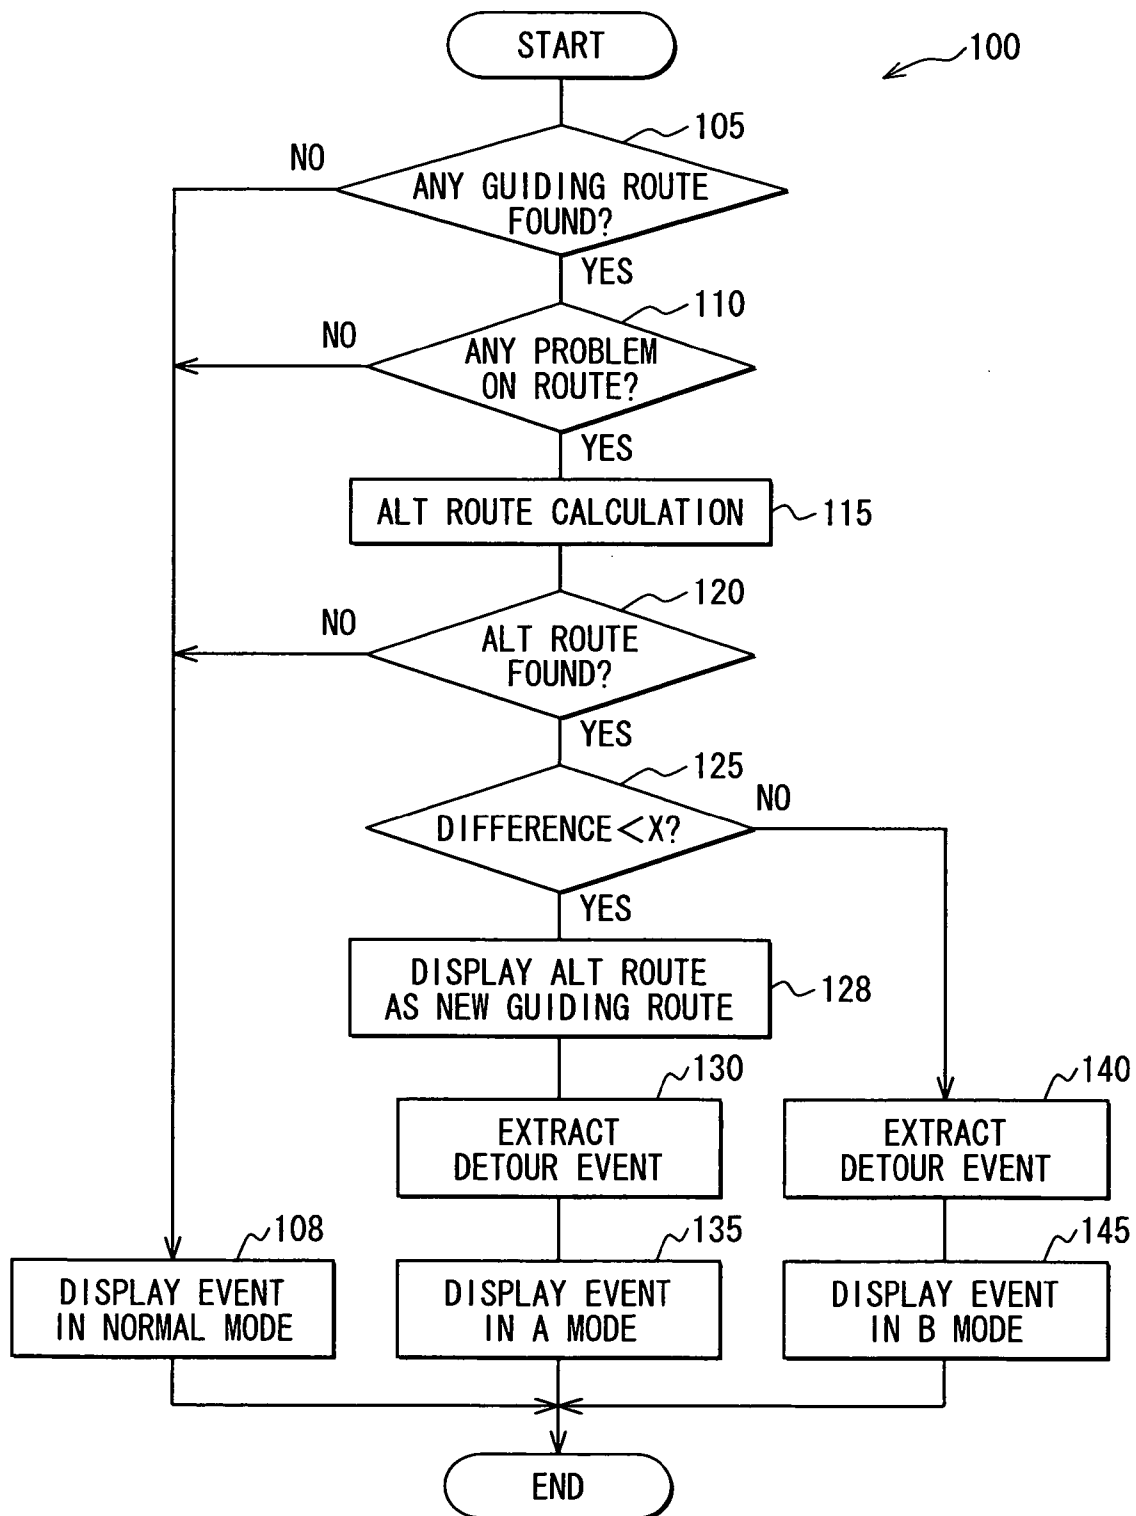 START
100
105
NO
ANY GUIDING ROUTE
FOUND?
YES
110
NO
ANY PROBLEM
ON ROUTE?
YES
ALT ROUTE CALCULATION
115
120
NO
ALT ROUTE
FOUND?
YES
125
NO
DIFFERENCE<X?
YES
DISPLAY ALT ROUTE
AS NEW GUIDING ROUTE
128
130
EXTRACT
DETOUR EVENT
140
EXTRACT
DETOUR EVENT
108
DISPLAY EVENT
IN NORMAL MODE
135
DISPLAY EVENT
IN A MODE
145
DISPLAY EVENT
IN B MODE
END